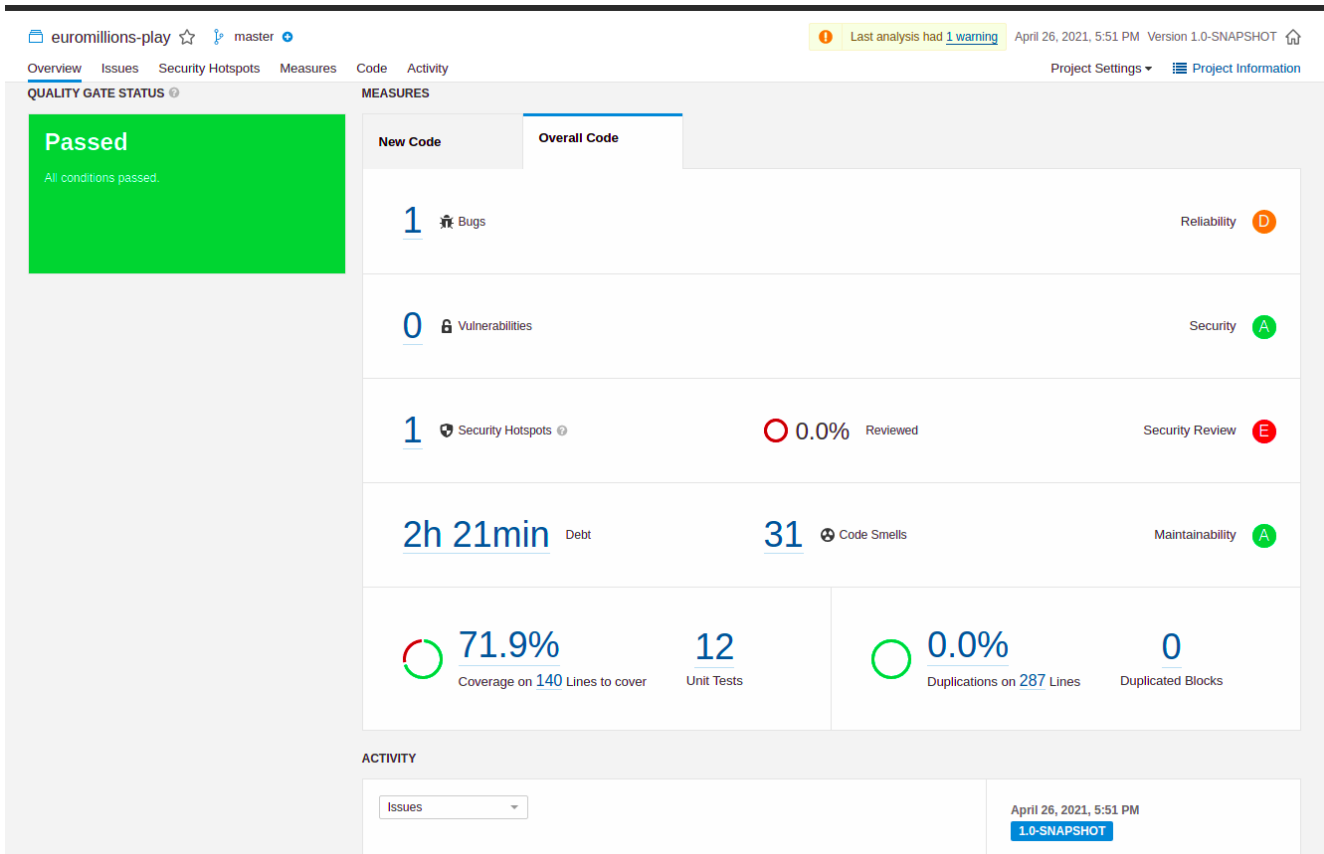 euromillions-play master Last analysis had 1 warning April 26, 2021, 5:51 PM Version 1.0-SNAPSHOT
Overview Issues Security Hotspots Measures Code Activity Project Settings Project Information
QUALITY GATE STATUS MEASURES
Passed
All conditions passed.
New Code Overall Code
1 Bugs Reliability D
0 Vulnerabilities Security A
1 Security Hotspots 0.0% Reviewed Security Review E
2h 21min Debt 31 Code Smells Maintainability A
71.9% 12 0.0% 0
Coverage on 140 Lines to cover Unit Tests Duplications on 287 Lines Duplicated Blocks
ACTIVITY
Issues April 26, 2021, 5:51 PM
1.0-SNAPSHOT